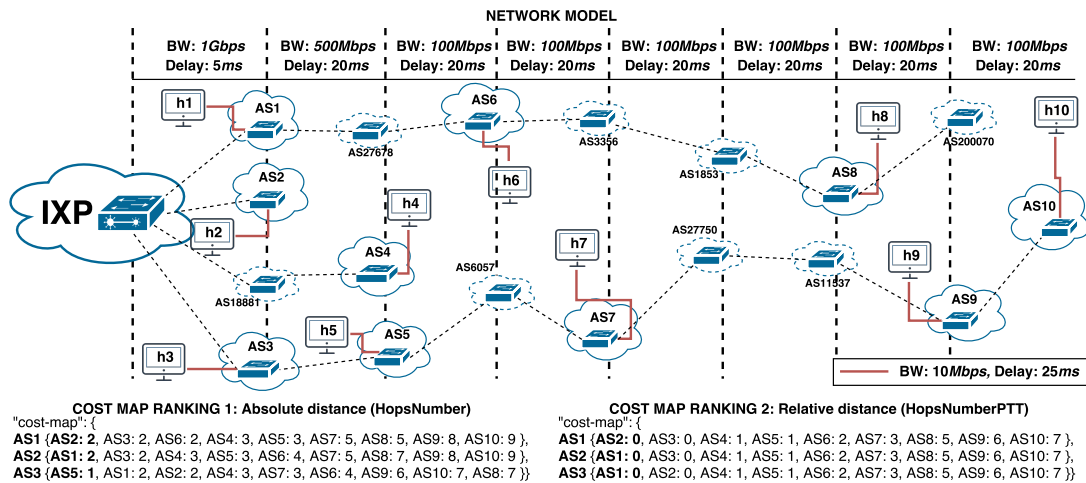 NETWORK MODEL
BW: 1Gbps BW: 500Mbps BW: 100Mbps BW: 100Mbps BW: 100Mbps BW: 100Mbps BW: 100Mbps BW: 100Mbps
Delay: 5ms Delay: 20ms Delay: 20ms Delay: 20ms Delay: 20ms Delay: 20ms Delay: 20ms Delay: 20ms
h1
AS1
AS27678
AS6
h6
AS3356
AS1853
h8
AS8
AS200070
h10
AS10
IXP
AS2
h2
h4
AS4
AS18881
AS6057
h7
AS7
AS27750
AS11537
h9
AS9
h5
AS5
AS3
h3
BW: 10Mbps, Delay: 25ms
COST MAP RANKING 1: Absolute distance (HopsNumber)
"cost-map": {
AS1 {AS2: 2, AS3: 2, AS6: 2, AS4: 3, AS5: 3, AS7: 5, AS8: 5, AS9: 8, AS10: 9 },
AS2 {AS1: 2, AS3: 2, AS4: 3, AS5: 3, AS6: 4, AS7: 5, AS8: 7, AS9: 8, AS10: 9 },
AS3 {AS5: 1, AS1: 2, AS2: 2, AS4: 3, AS7: 3, AS6: 4, AS9: 6, AS10: 7, AS8: 7 }}
COST MAP RANKING 2: Relative distance (HopsNumberPTT)
"cost-map": {
AS1 {AS2: 0, AS3: 0, AS4: 1, AS5: 1, AS6: 2, AS7: 3, AS8: 5, AS9: 6, AS10: 7 },
AS2 {AS1: 0, AS3: 0, AS4: 1, AS5: 1, AS6: 2, AS7: 3, AS8: 5, AS9: 6, AS10: 7 },
AS3 {AS1: 0, AS2: 0, AS4: 1, AS5: 1, AS6: 2, AS7: 3, AS8: 5, AS9: 6, AS10: 7 }}